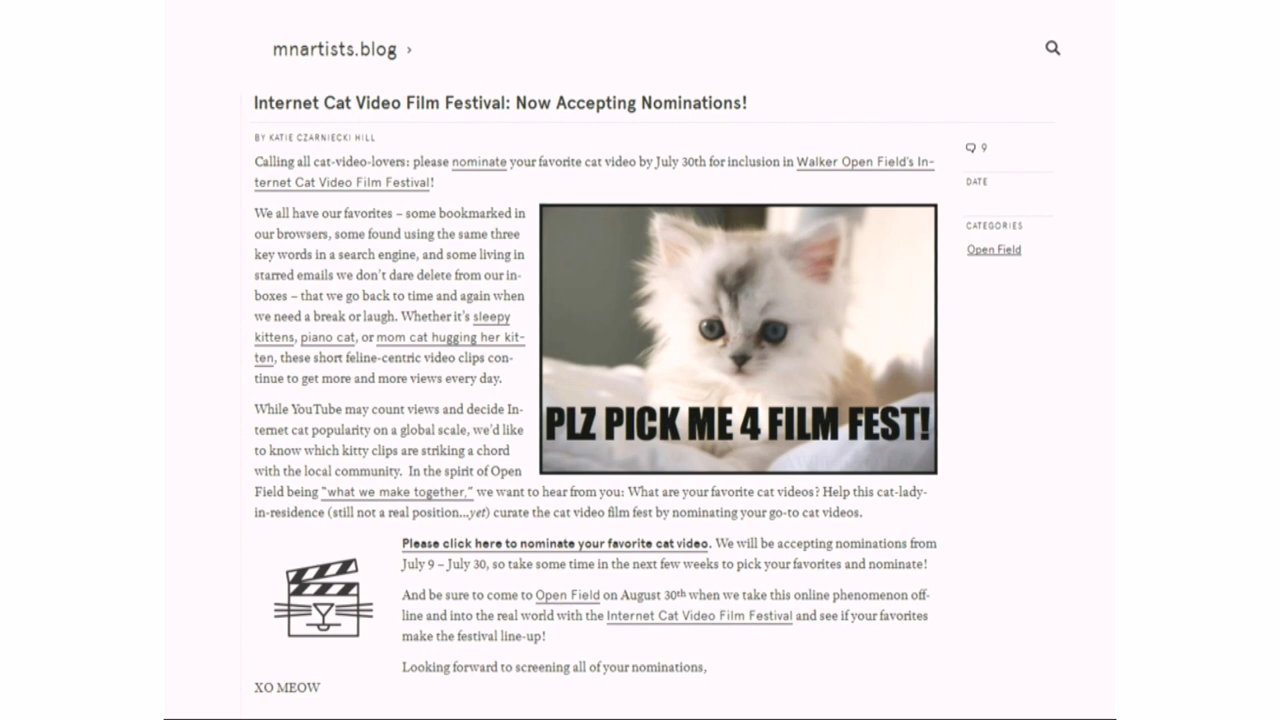 mnartists.blog ›
Internet Cat Video Film Festival: Now Accepting Nominations!
BY KATIE CZARNIECKI HILL
Calling all cat-video-lovers: please nominate your favorite cat video by July 30th for inclusion in Walker Open Field's In-
ternet Cat Video Film Festival!
We all have our favorites – some bookmarked in
our browsers, some found using the same three
key words in a search engine, and some living in
starred emails we don't dare delete from our in-
boxes – that we go back to time and again when
we need a break or laugh. Whether it's sleepy
kittens, piano cat, or mom cat hugging her kit-
ten, these short feline-centric video clips con-
tinue to get more and more views every day.
PLZ PICK ME 4 FILM FEST!
While YouTube may count views and decide In-
ternet cat popularity on a global scale, we'd like
to know which kitty clips are striking a chord
with the local community. In the spirit of Open
Field being "what we make together," we want to hear from you: What are your favorite cat videos? Help this cat-lady-
in-residence (still not a real position...yet) curate the cat video film fest by nominating your go-to cat videos.
Please click here to nominate your favorite cat video. We will be accepting nominations from
July 9 – July 30, so take some time in the next few weeks to pick your favorites and nominate!
And be sure to come to Open Field on August 30th when we take this online phenomenon off-
line and into the real world with the Internet Cat Video Film Festival and see if your favorites
make the festival line-up!
Looking forward to screening all of your nominations,
XO MEOW
9
DATE
CATEGORIES
Open Field